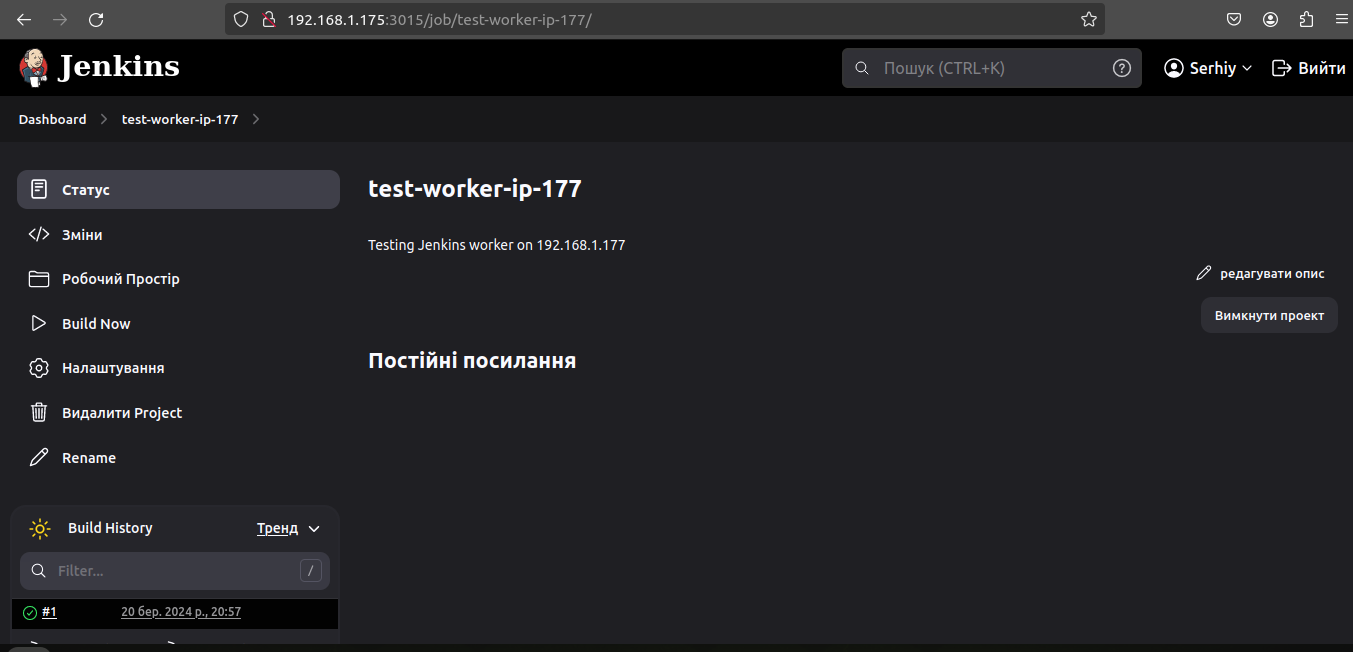 192.168.1.175:3015/job/test-worker-ip-177/
Jenkins
Пошук (CTRL+K)
?
Serhiy
Вийти
Dashboard
test-worker-ip-177
Статус
Зміни
Робочий Простір
Build Now
Налаштування
Видалити Project
Rename
test-worker-ip-177
Testing Jenkins worker on 192.168.1.177
редагувати опис
Вимкнути проект
Постійні посилання
Build History
Тренд
Filter...
/
#1
20 бер. 2024 р., 20:57